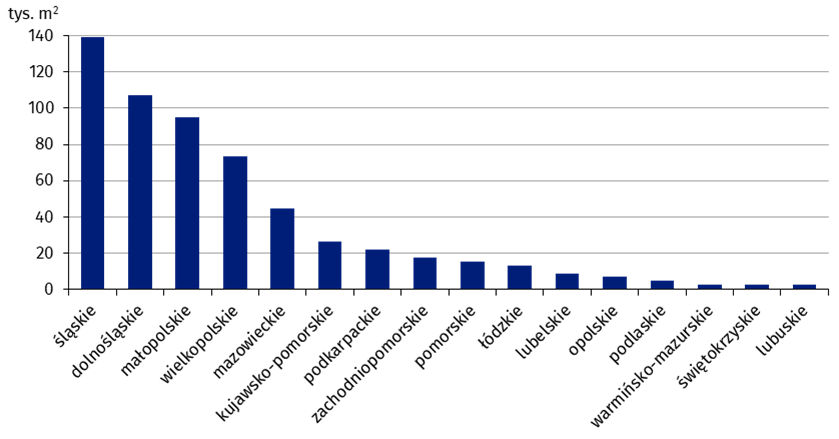 tys. m²
140
120
100
80
60
40
20
0
śląskie
dolnośląskie
małopolskie
wielkopolskie
mazowieckie
kujawsko-pomorskie
podkarpackie
zachodniopomorskie
pomorskie
łódzkie
lubelskie
opolskie
podlaskie
warmińsko-mazurskie
świętokrzyskie
lubuskie